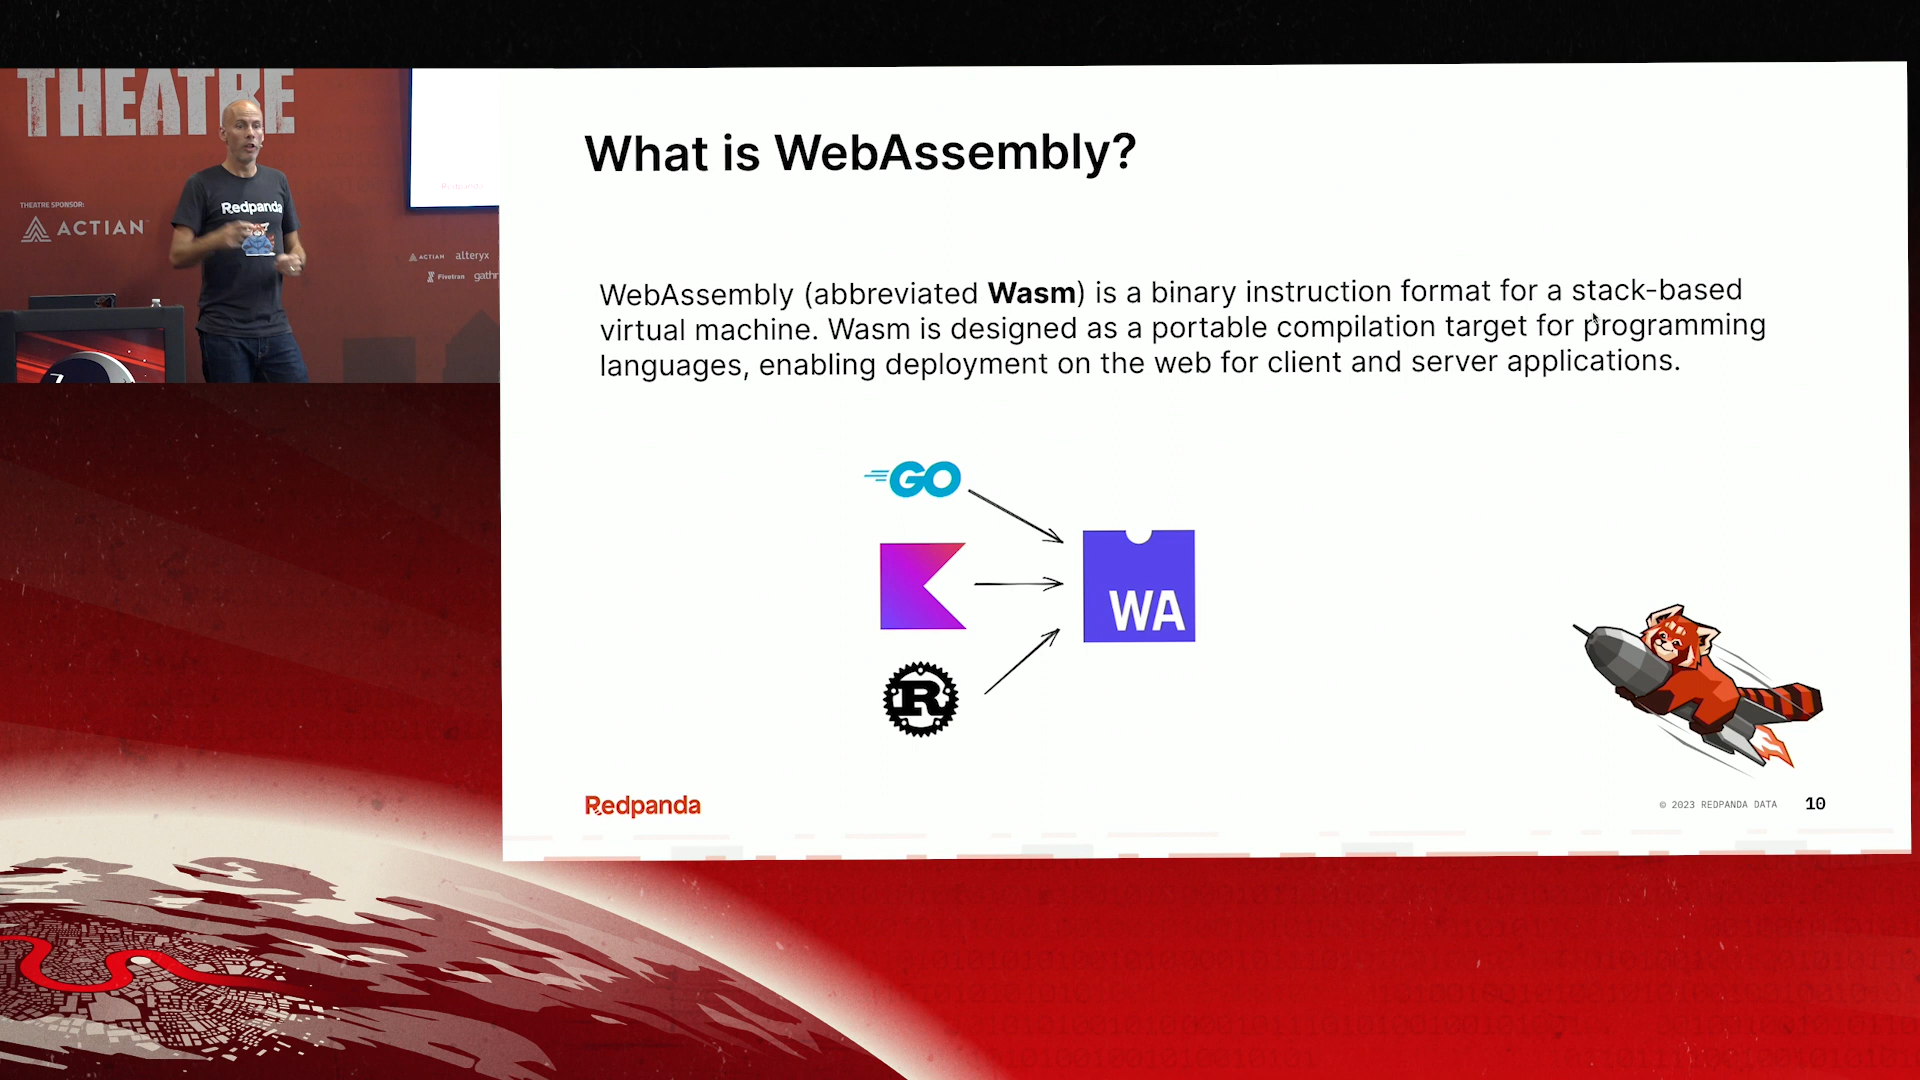 THEATRE
Redpanda
THEATRE SPONSOR:
ACTIAN
ACTIAN alteryx
Fivetran
What is WebAssembly?
WebAssembly (abbreviated Wasm) is a binary instruction format for a stack-based
virtual machine. Wasm is designed as a portable compilation target for programming
languages, enabling deployment on the web for client and server applications.
GO
WA
R
Redpanda
© 2023 REDPANDA DATA 10